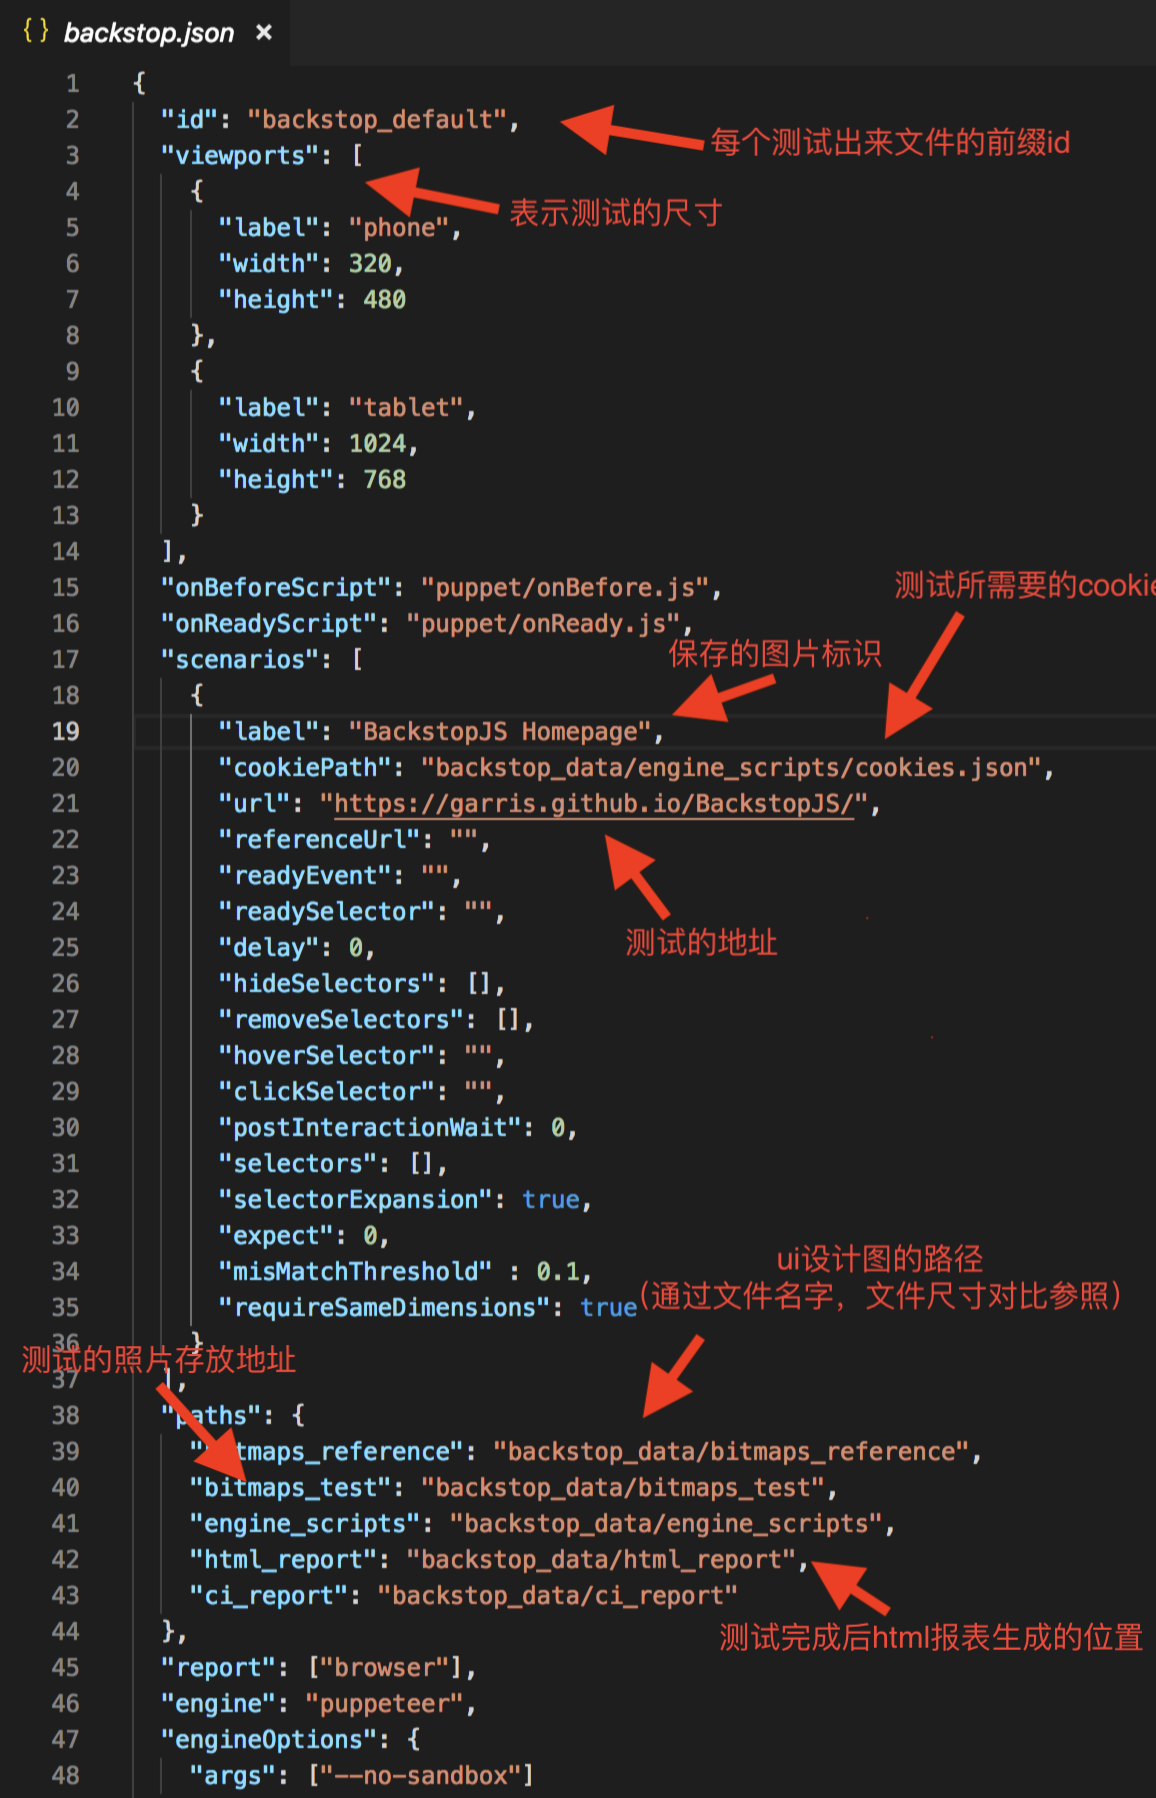 { } backstop.json ×
1 {
2 "id": "backstop_default",
每个测试出来文件的前缀id
3 "viewports": [
4 {
表示测试的尺寸
5 "label": "phone",
6 "width": 320,
7 "height": 480
8 },
9 {
10 "label": "tablet",
11 "width": 1024,
12 "height": 768
13 }
14 ],
15 "onBeforeScript": "puppet/onBefore.js",
测试所需要的cookie
16 "onReadyScript": "puppet/onReady.js",
17 "scenarios": [
保存的图片标识
18 {
19 "label": "BackstopJS Homepage",
20 "cookiePath": "backstop_data/engine_scripts/cookies.json",
21 "url": "https://garris.github.io/BackstopJS/",
22 "referenceUrl": "",
23 "readyEvent": "",
24 "readySelector": "",
25 "delay": 0,
测试的地址
26 "hideSelectors": [],
27 "removeSelectors": [],
28 "hoverSelector": "",
29 "clickSelector": "",
30 "postInteractionWait": 0,
31 "selectors": [],
32 "selectorExpansion": true,
33 "expect": 0,
ui设计图的路径
34 "misMatchThreshold" : 0.1,
35 "requireSameDimensions": true
(通过文件名字，文件尺寸对比参照)
36 }
测试的照片存放地址
37 ],
38 "paths": {
39 "bitmaps_reference": "backstop_data/bitmaps_reference",
40 "bitmaps_test": "backstop_data/bitmaps_test",
41 "engine_scripts": "backstop_data/engine_scripts",
42 "html_report": "backstop_data/html_report",
43 "ci_report": "backstop_data/ci_report"
44 },
测试完成后html报表生成的位置
45 "report": ["browser"],
46 "engine": "puppeteer",
47 "engineOptions": {
48 "args": ["--no-sandbox"]